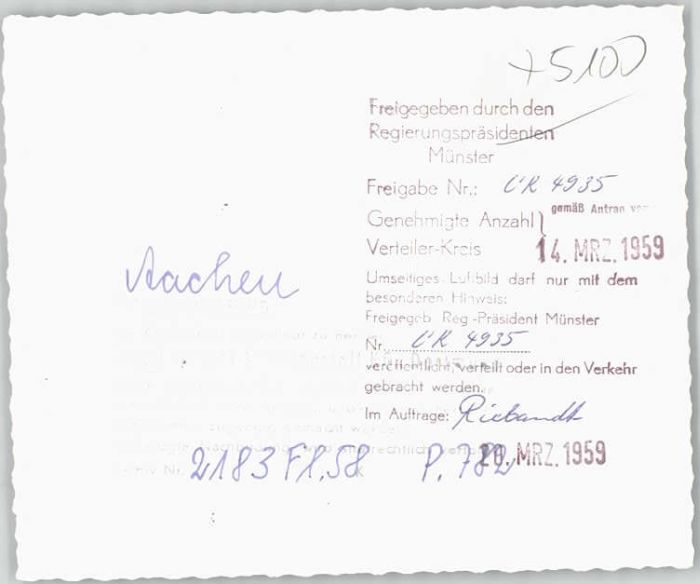 +5100
Freigegeben durch den
Regierungspräsidenten
Münster
Freigabe Nr.: CR 4935
Genehmigte Anzahl } gemäß Antrag vom
Verteiler-Kreis 14. MRZ. 1959
Umseitiges Luftbild darf nur mit dem
besonderen Hinweis:
Freigegeb. Reg.-Präsident Münster
Nr. CR 4935
veröffentlicht, verteilt oder in den Verkehr
gebracht werden.
Im Auftrage: Riebandt
26. MRZ. 1959
Aachen
2183 F1.58 P. 782